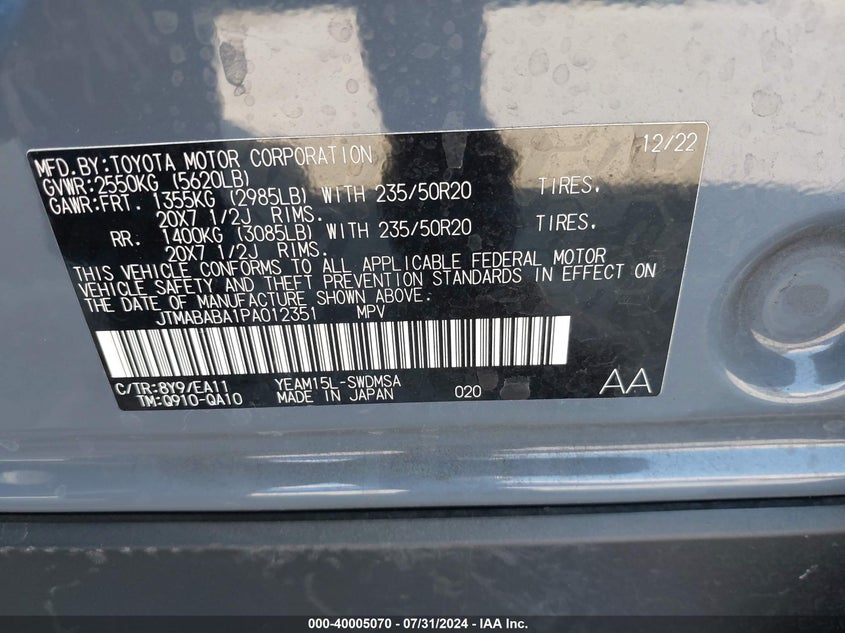 12/22
MFD.BY:TOYOTA MOTOR CORPORATION
GVWR:2550KG (5620LB)
GAWR:FRT. 1355KG (2985LB) WITH 235/50R20 TIRES,
20X7 1/2J RIMS.
RR. 1400KG (3085LB) WITH 235/50R20 TIRES,
20X7 1/2J RIMS.
THIS VEHICLE CONFORMS TO ALL APPLICABLE FEDERAL MOTOR
VEHICLE SAFETY AND THEFT PREVENTION STANDARDS IN EFFECT ON
THE DATE OF MANUFACTURE SHOWN ABOVE.
JTMABABA1PA012351 MPV
C/TR:8Y9/EA11 YEAM15L-SWDMSA
TM:Q910-QA10 MADE IN JAPAN 020 AA
000-40005070 - 07/31/2024 - IAA Inc.